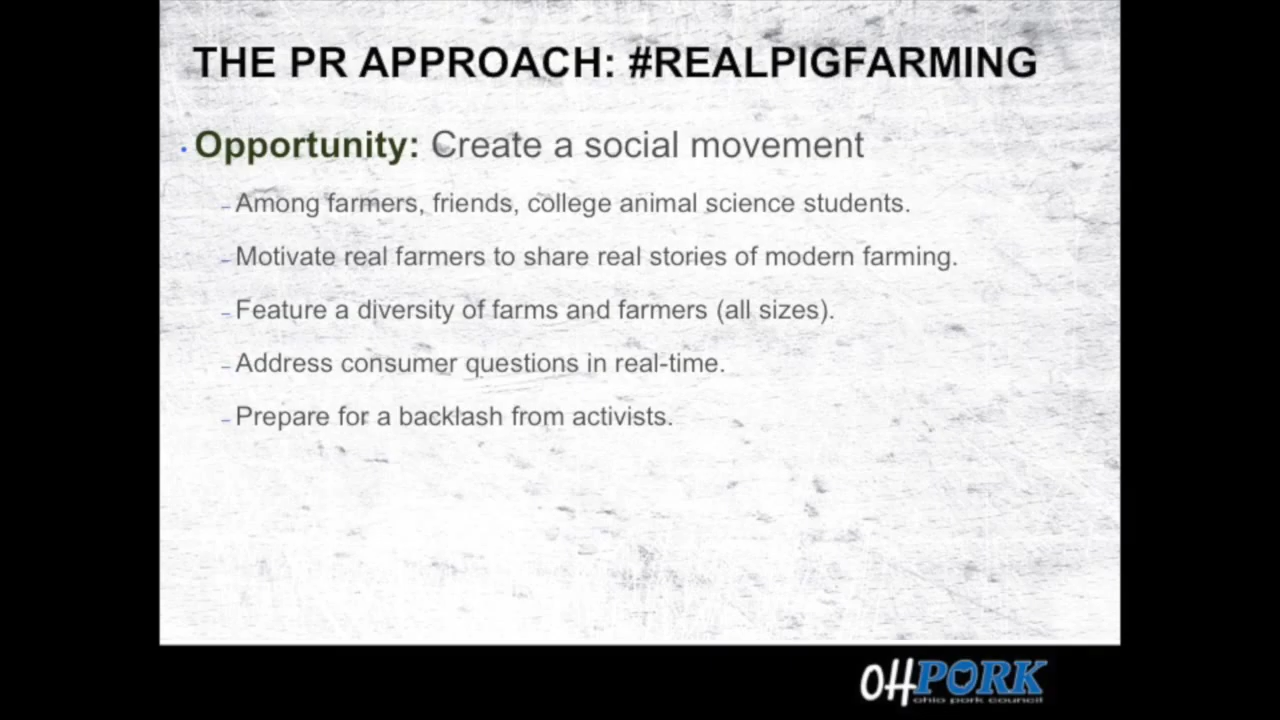 THE PR APPROACH: #REALPIGFARMING
· Opportunity: Create a social movement
– Among farmers, friends, college animal science students.
– Motivate real farmers to share real stories of modern farming.
– Feature a diversity of farms and farmers (all sizes).
– Address consumer questions in real-time.
– Prepare for a backlash from activists.
OHPORK
ohio pork council